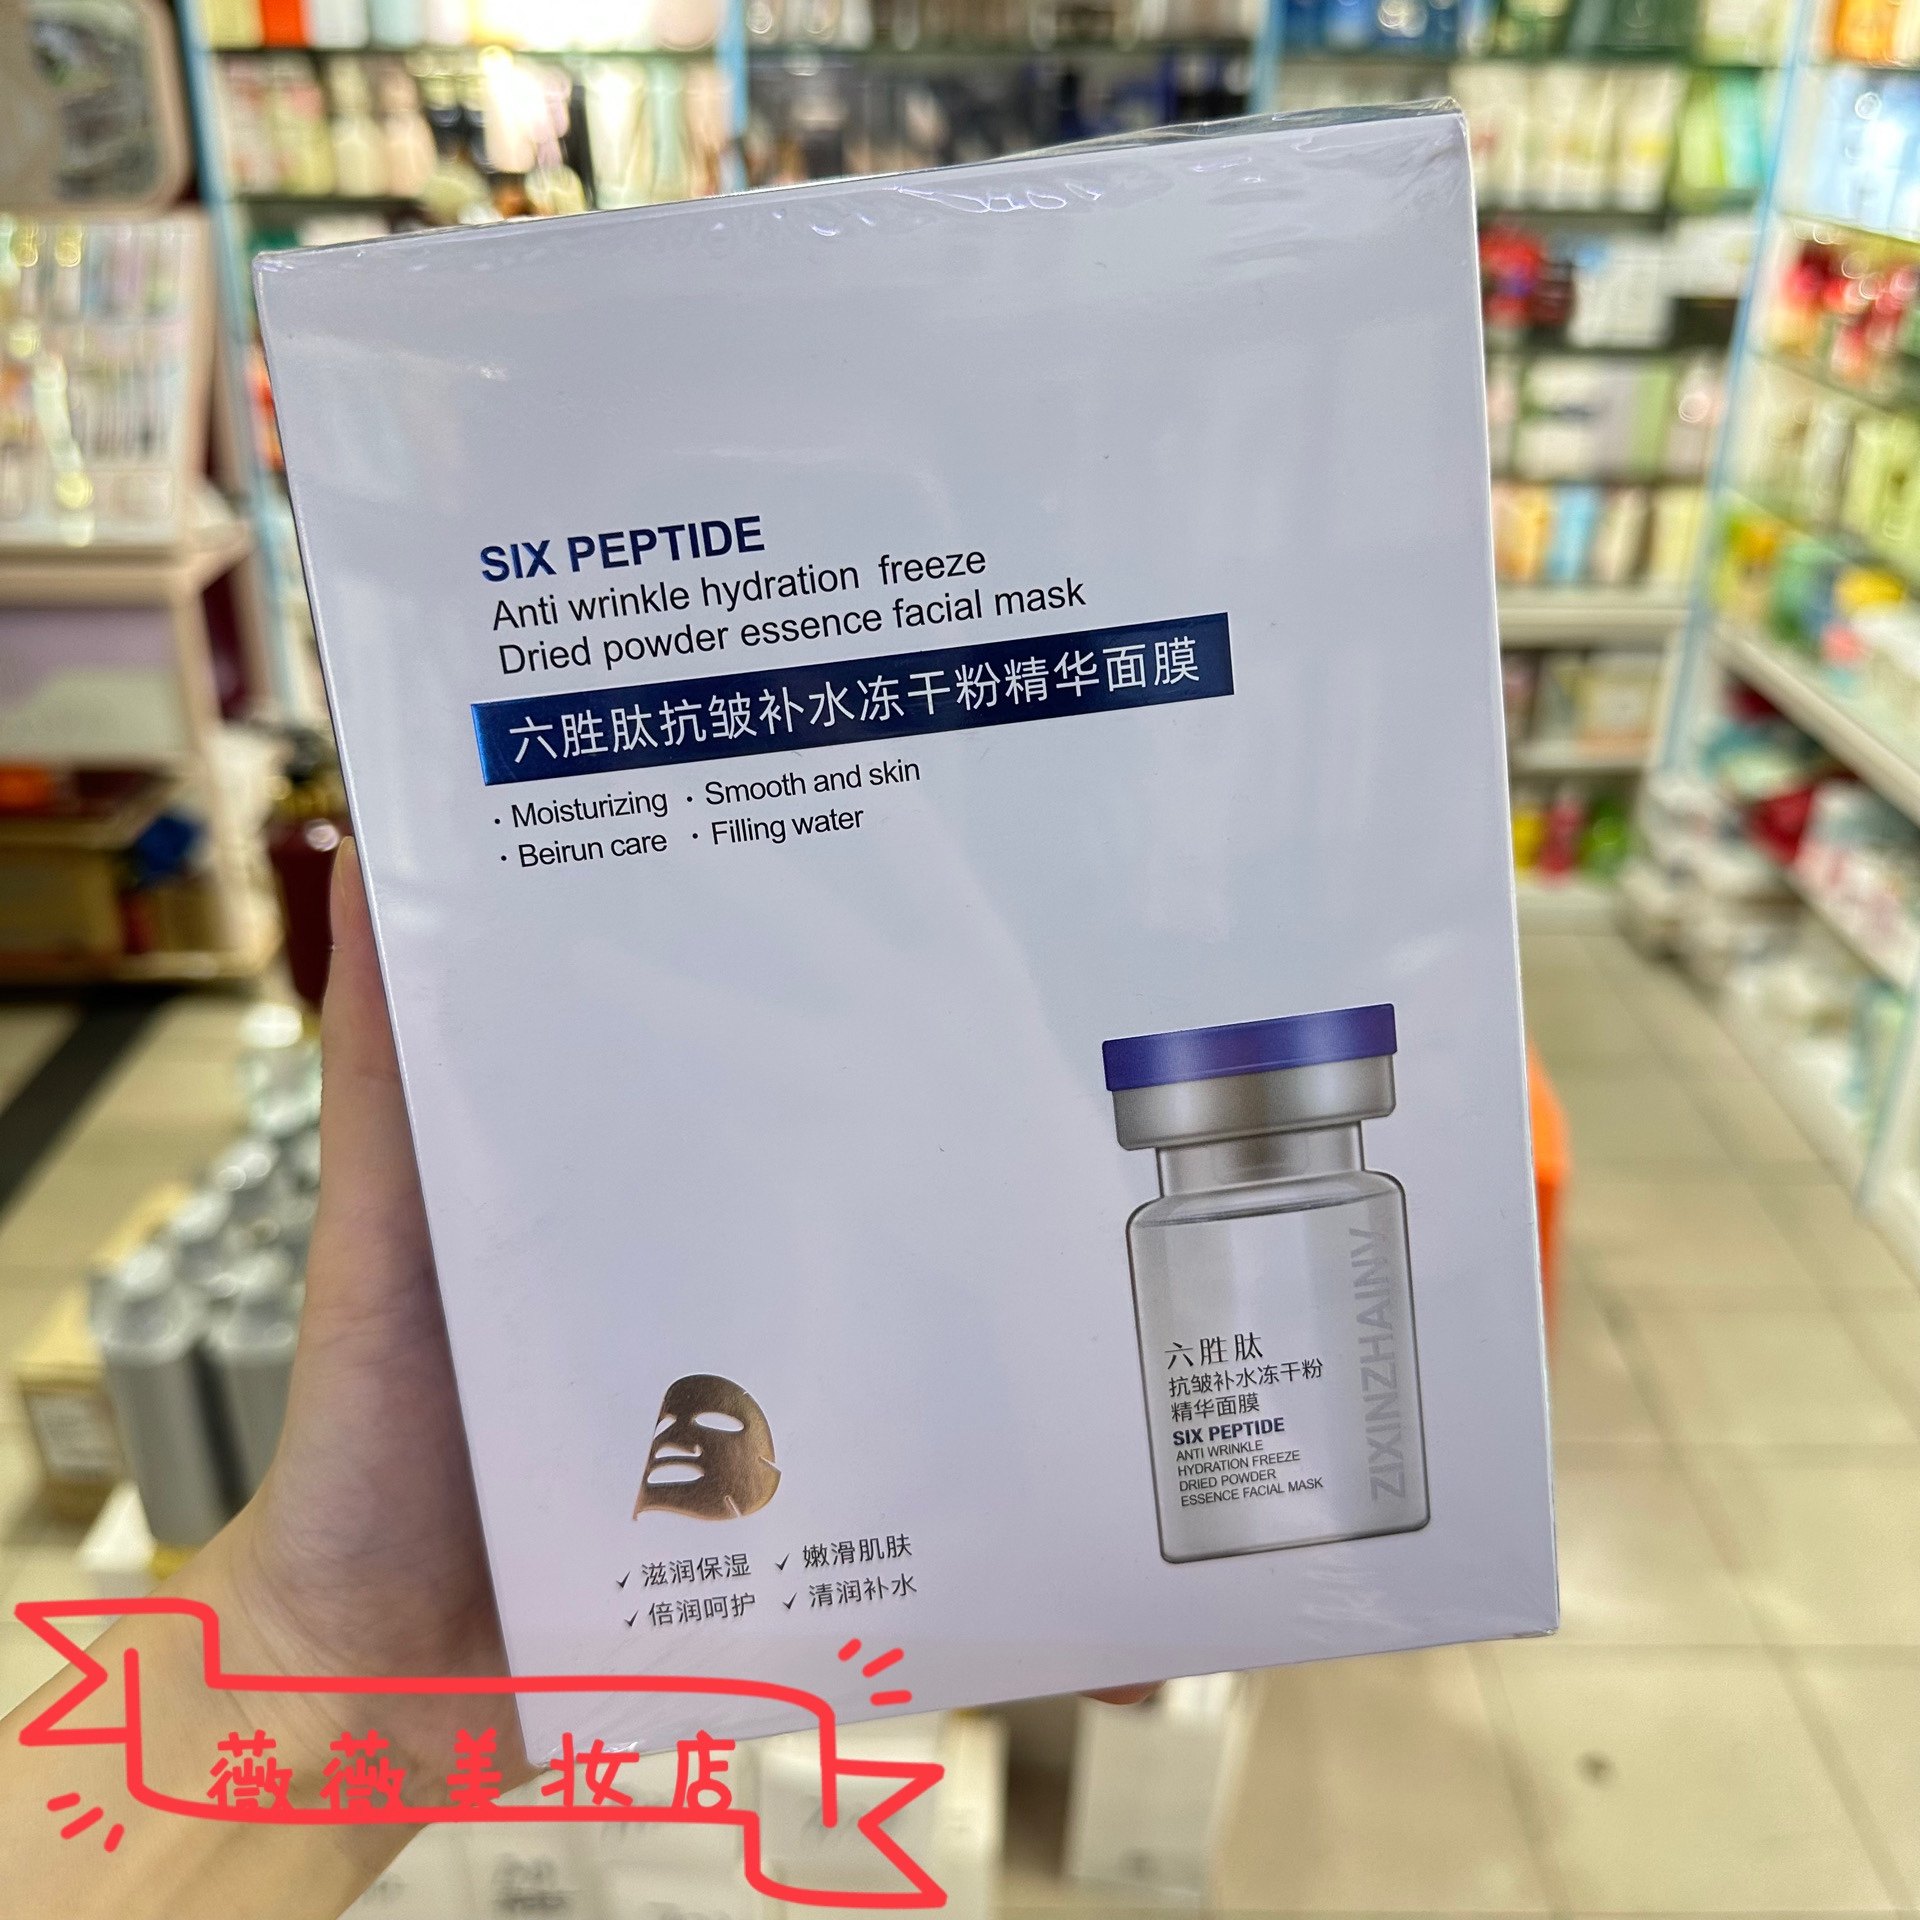 SIX PEPTIDE
Anti wrinkle hydration freeze
Dried powder essence facial mask
六胜肽抗皱补水冻干粉精华面膜
· Moisturizing · Smooth and skin
· Beirun care · Filling water
六胜肽
抗皱补水冻干粉
精华面膜
SIX PEPTIDE
ANTI WRINKLE
HYDRATION FREEZE
DRIED POWDER
ESSENCE FACIAL MASK
ZIXINZHAINV
✓ 滋润保湿 ✓ 嫩滑肌肤
✓ 倍润呵护 ✓ 清润补水
薇薇美妆店